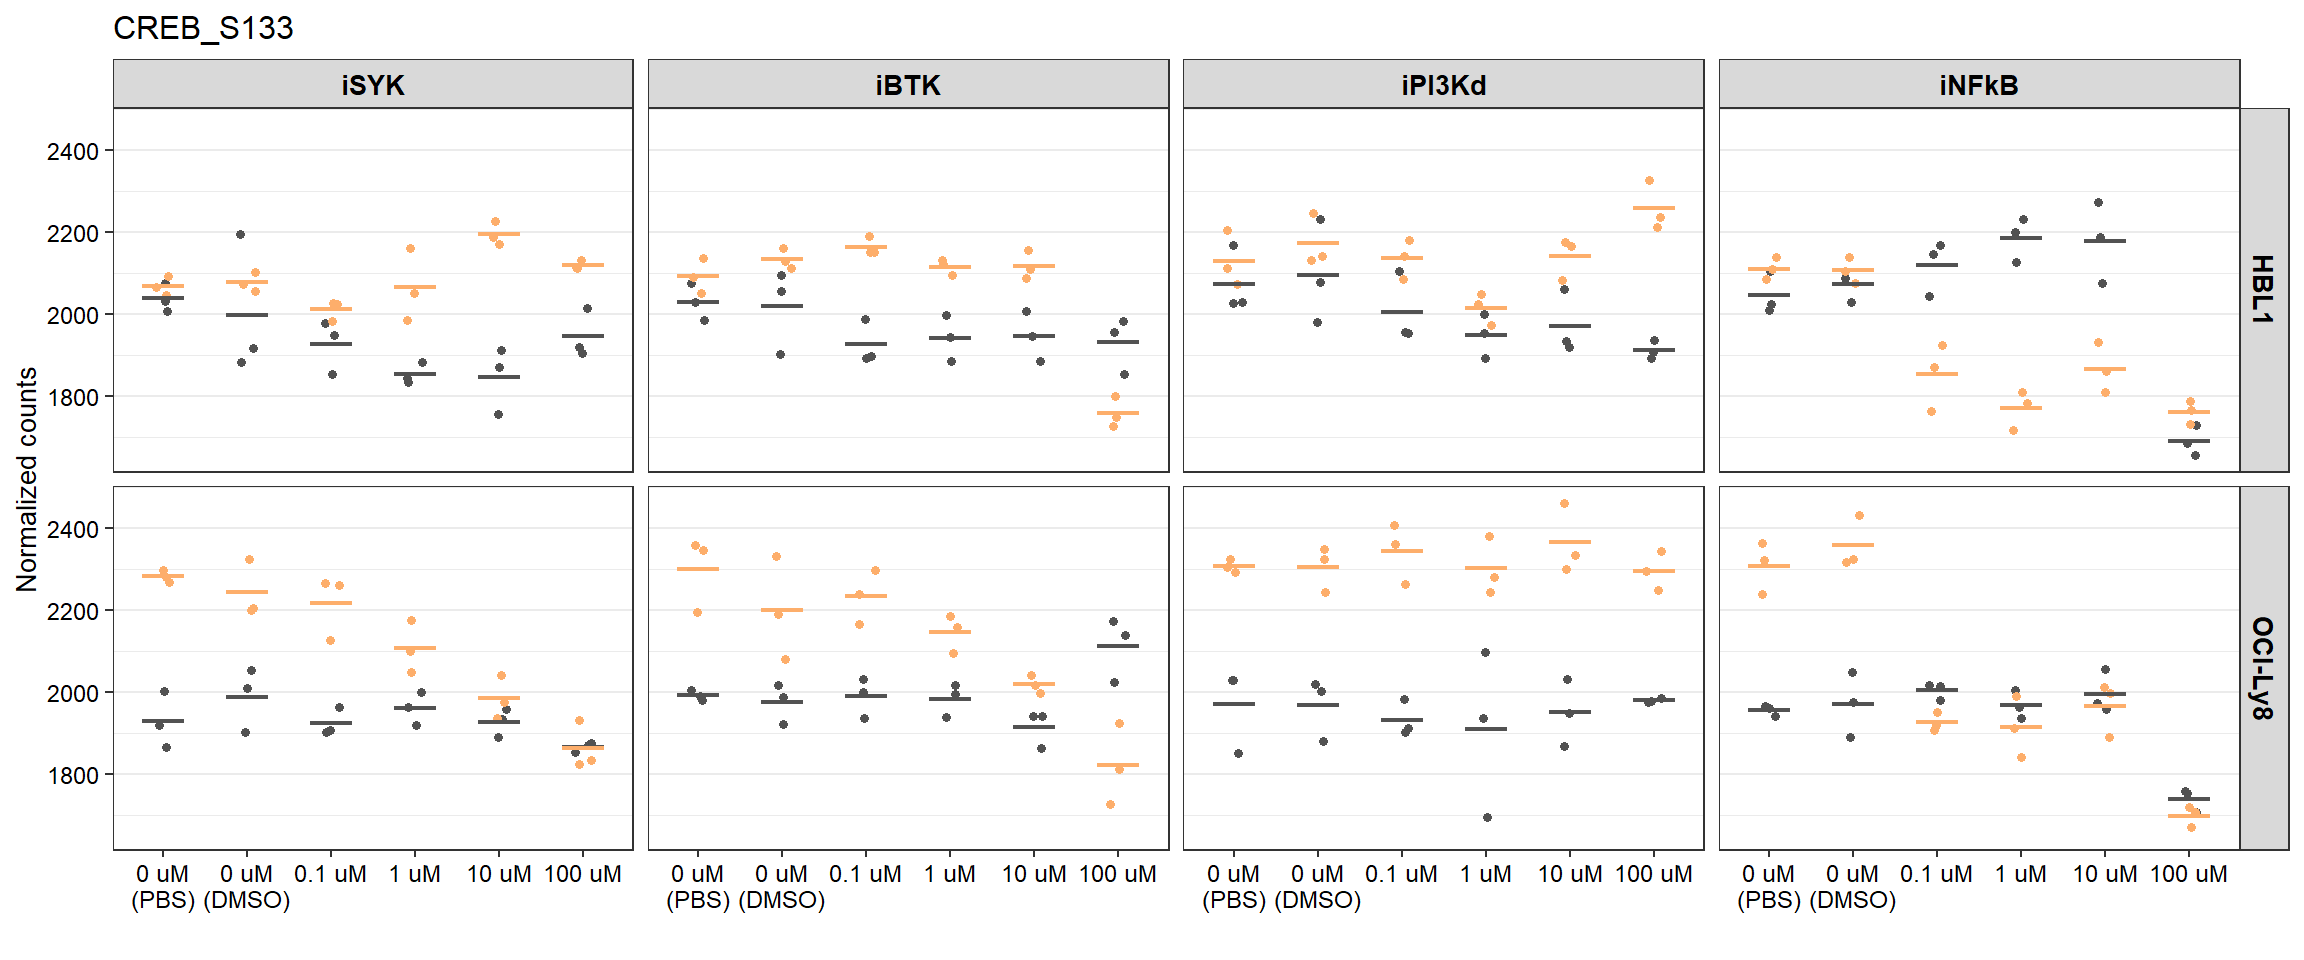 CREB_S133
iSYK
iBTK
iPI3Kd
iNFkB
Normalized counts
2400
2200
2000
1800
HBL1
2400
2200
2000
1800
OCI-Ly8
0 uM (PBS) 0 uM (DMSO) 0.1 uM 1 uM 10 uM 100 uM
0 uM (PBS) 0 uM (DMSO) 0.1 uM 1 uM 10 uM 100 uM
0 uM (PBS) 0 uM (DMSO) 0.1 uM 1 uM 10 uM 100 uM
0 uM (PBS) 0 uM (DMSO) 0.1 uM 1 uM 10 uM 100 uM